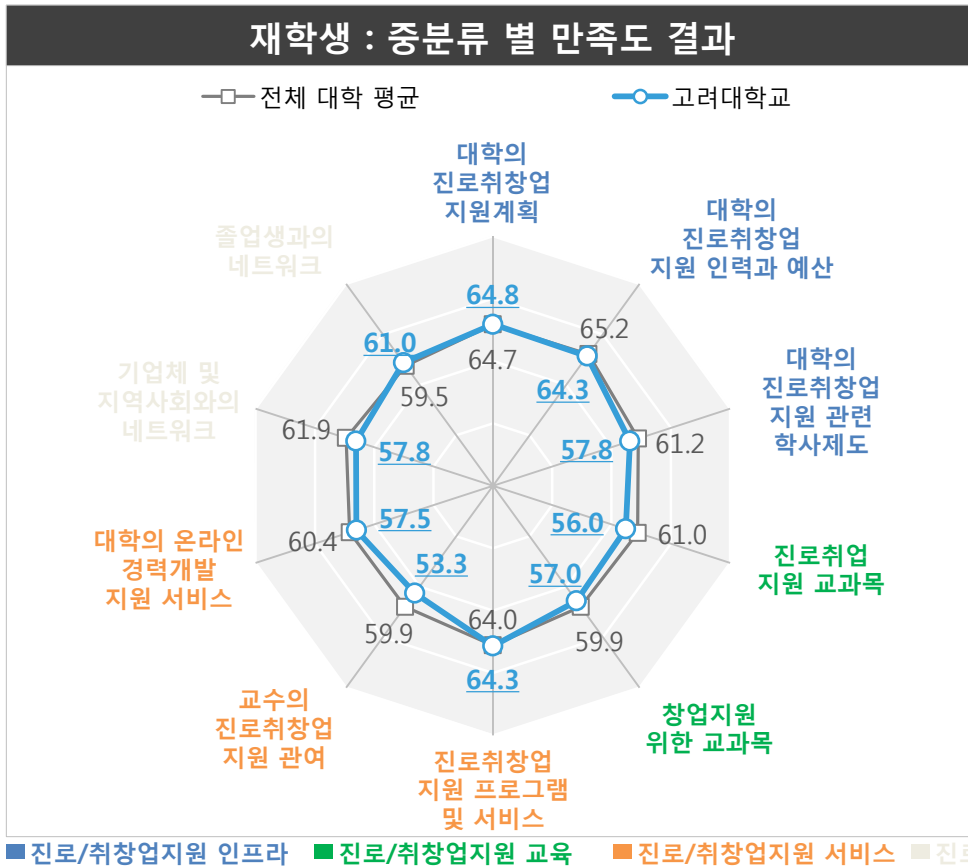 재학생 : 중분류 별 만족도 결과
전체 대학 평균
고려대학교
대학의
진로취창업
지원계획
대학의
진로취창업
지원 인력과 예산
대학의
진로취창업
지원 관련
학사제도
진로취업
지원 교과목
창업지원
위한 교과목
진로취창업
지원 프로그램
및 서비스
교수의
진로취창업
지원 관여
대학의 온라인
경력개발
지원 서비스
기업체 및
지역사회와의
네트워크
졸업생과의
네트워크
64.8
64.7
65.2
64.3
57.8
61.2
56.0
61.0
57.0
59.9
64.0
64.3
53.3
59.9
57.5
60.4
61.9
57.8
61.0
59.5
진로/취창업지원 인프라
진로/취창업지원 교육
진로/취창업지원 서비스
진로